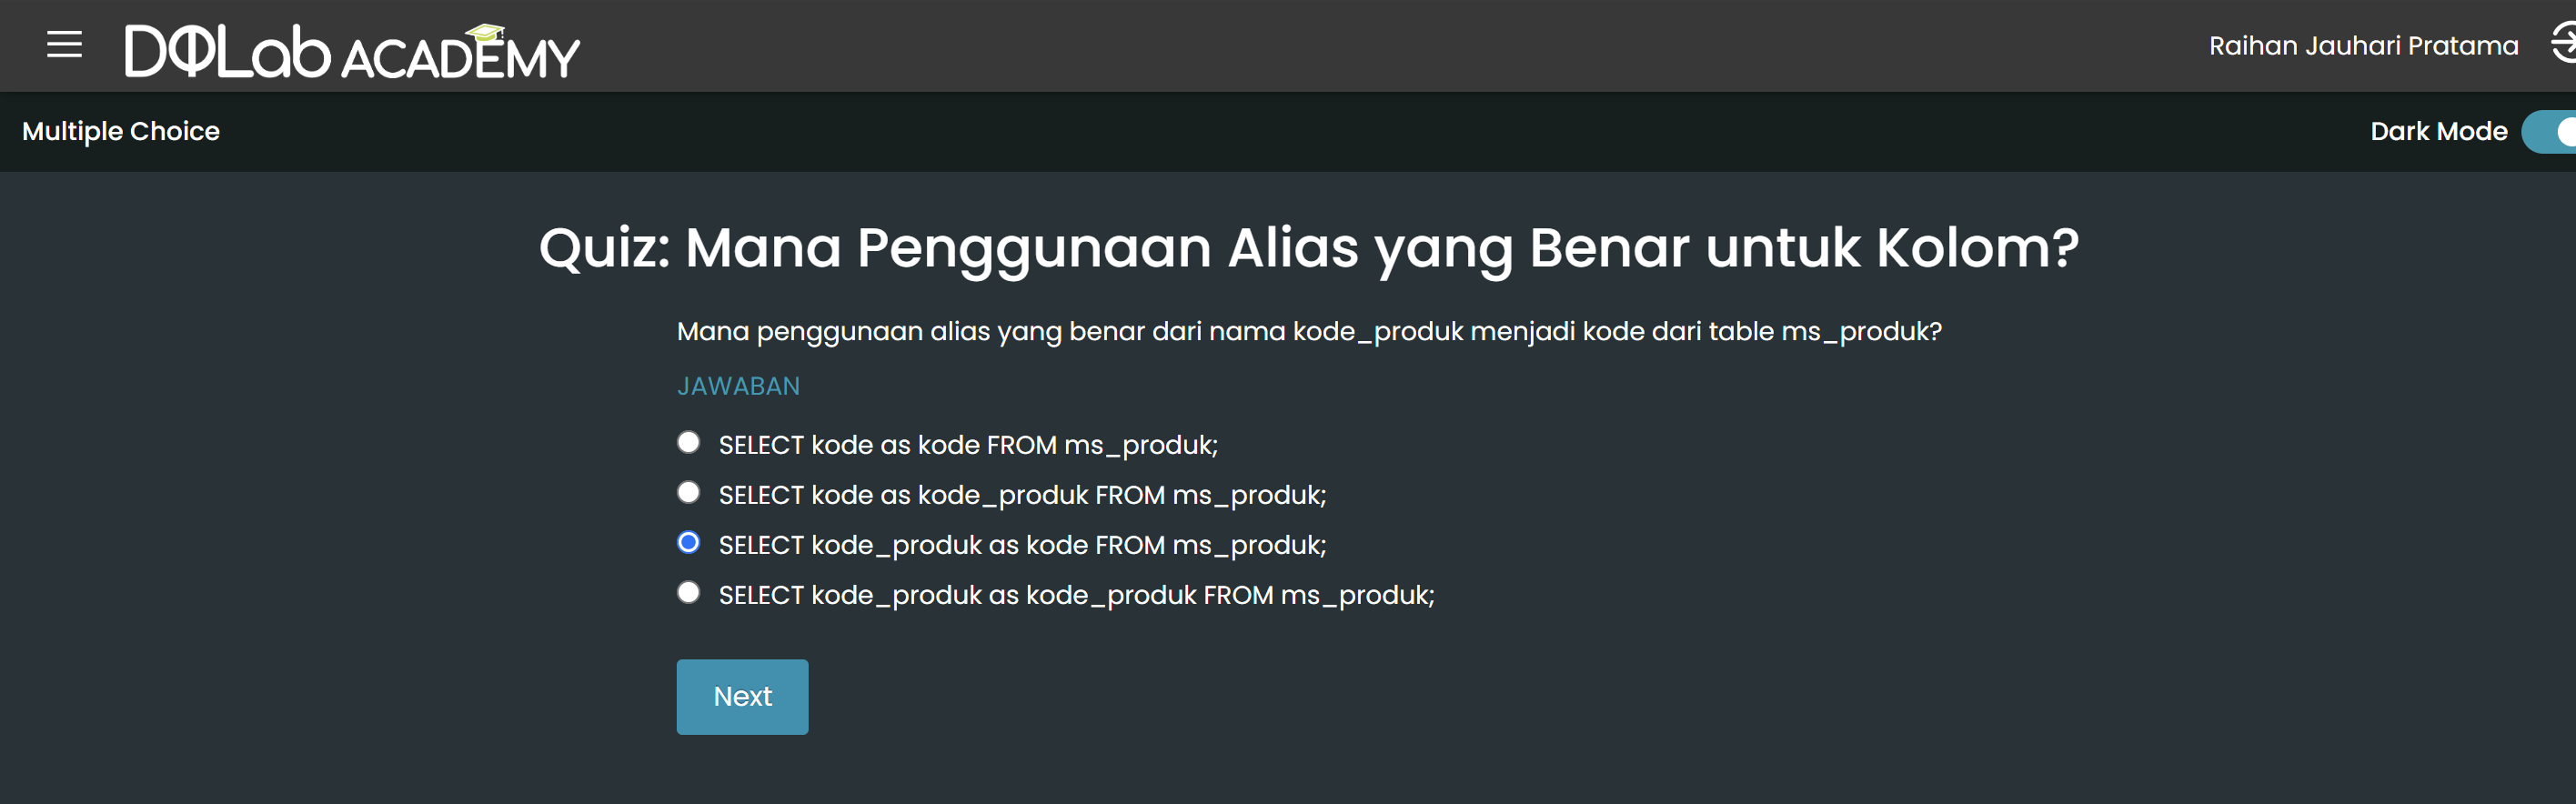 DQLab ACADEMY
Raihan Jauhari Pratama
Multiple Choice
Dark Mode
Quiz: Mana Penggunaan Alias yang Benar untuk Kolom?
Mana penggunaan alias yang benar dari nama kode_produk menjadi kode dari table ms_produk?
JAWABAN
SELECT kode as kode FROM ms_produk;
SELECT kode as kode_produk FROM ms_produk;
SELECT kode_produk as kode FROM ms_produk;
SELECT kode_produk as kode_produk FROM ms_produk;
Next